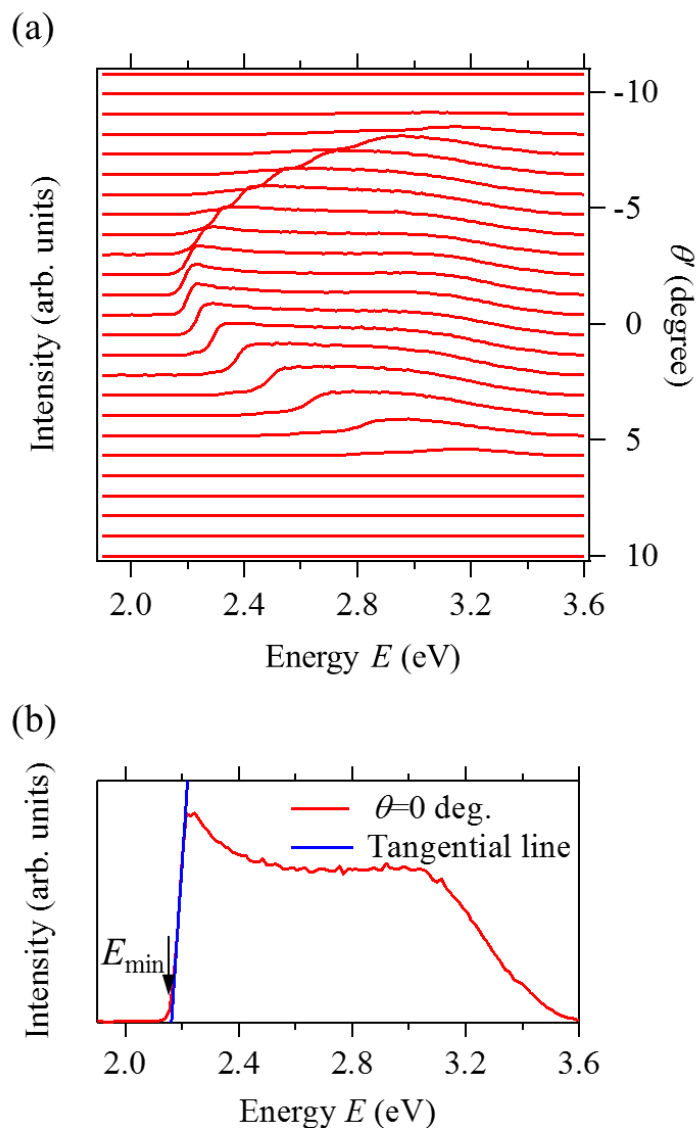 (a)
Intensity (arb. units)
-10
-5
0
5
10
θ' (degree)
2.0 2.4 2.8 3.2 3.6
Energy E (eV)
(b)
Intensity (arb. units)
θ=0 deg.
Tangential line
Emin
2.0 2.4 2.8 3.2 3.6
Energy E (eV)